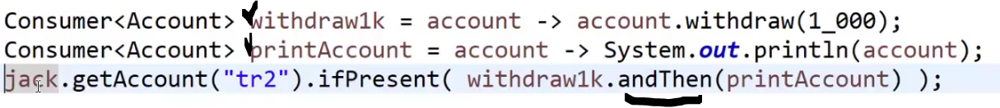 Consumer<Account> withdraw1k = account -> account.withdraw(1_000);
Consumer<Account> printAccount = account -> System.out.println(account);
jack.getAccount("tr2").ifPresent( withdraw1k.andThen(printAccount) );